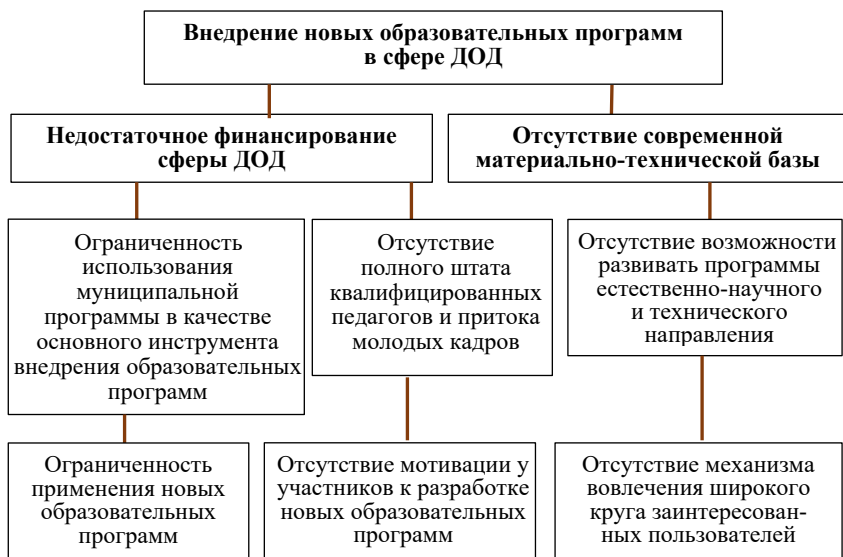 Внедрение новых образовательных программ
в сфере ДОД
Недостаточное финансирование
сферы ДОД
Отсутствие современной
материально-технической базы
Ограниченность
использования
муниципальной
программы в качестве
основного инструмента
внедрения образовательных
программ
Отсутствие
полного штата
квалифицированных
педагогов и притока
молодых кадров
Отсутствие возможности
развивать программы
естественно-научного
и технического
направления
Ограниченность
применения новых
образовательных
программ
Отсутствие мотивации у
участников к разработке
новых образовательных
программ
Отсутствие механизма
вовлечения широкого
круга заинтересован-
ных пользователей